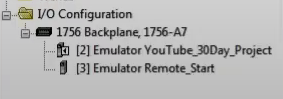 I/O Configuration
1756 Backplane, 1756-A7
[2] Emulator YouTube_30Day_Project
[3] Emulator Remote_Start